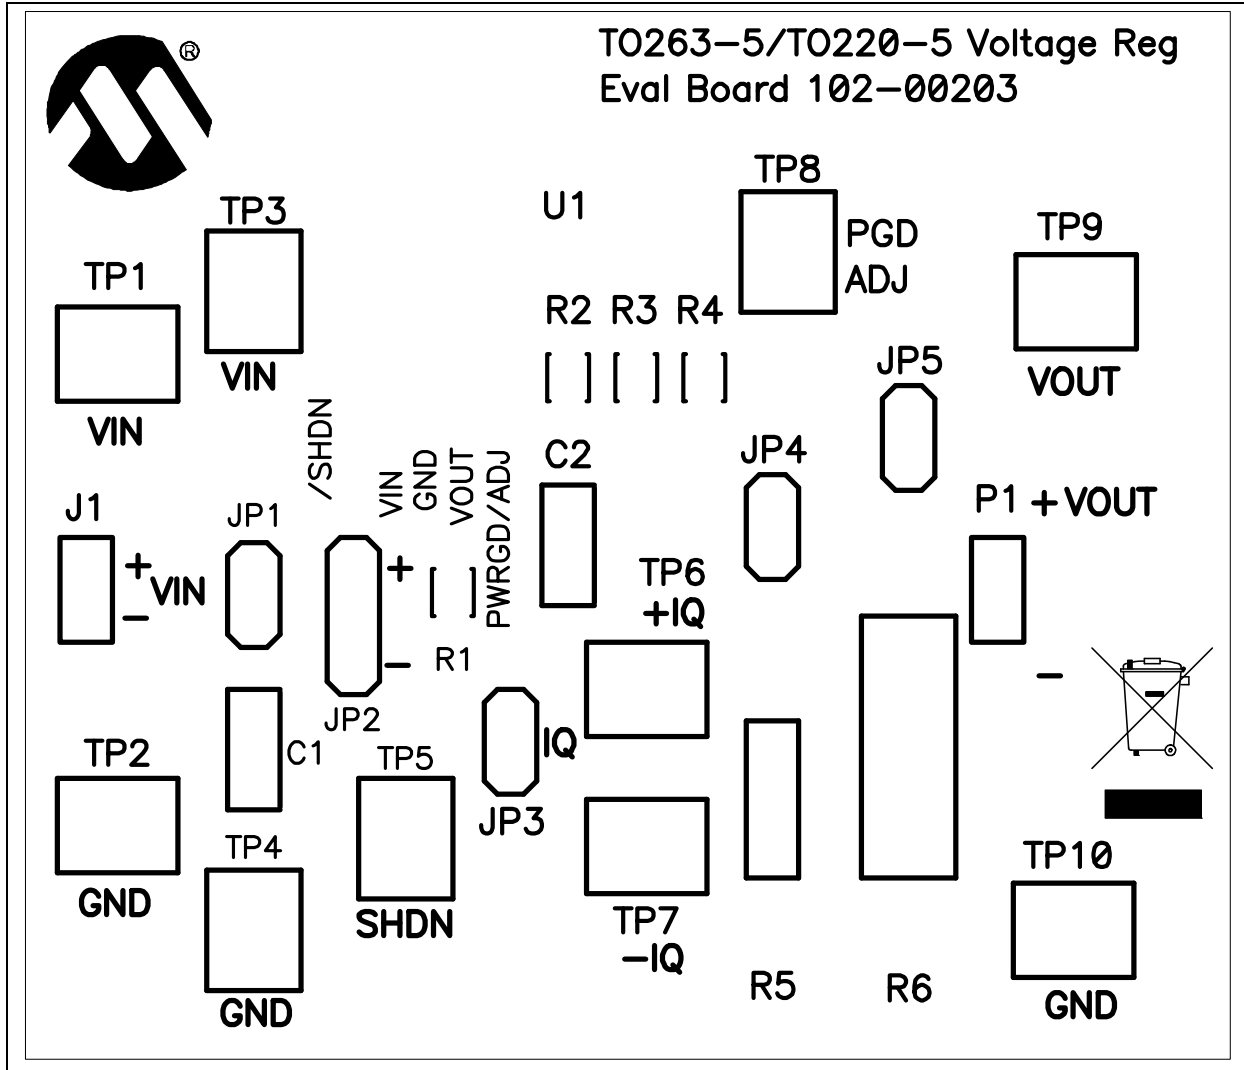 ®
TO263-5/TO220-5 Voltage Reg
Eval Board 102-00203
TP8
TP3
U1
TP9
PGD
TP1
ADJ
R2 R3 R4
JP5
VIN
VOUT
VIN
/SHDN
VIN
GND
VOUT
PWRGD/ADJ
C2
JP4
J1
JP1
P1 + VOUT
+
VIN
-
+
TP6
+IQ
-
R1
-
JP2
TP2
C1
TP5
IQ
JP3
TP4
TP10
GND
SHDN
TP7
-IQ
R5
R6
GND
GND